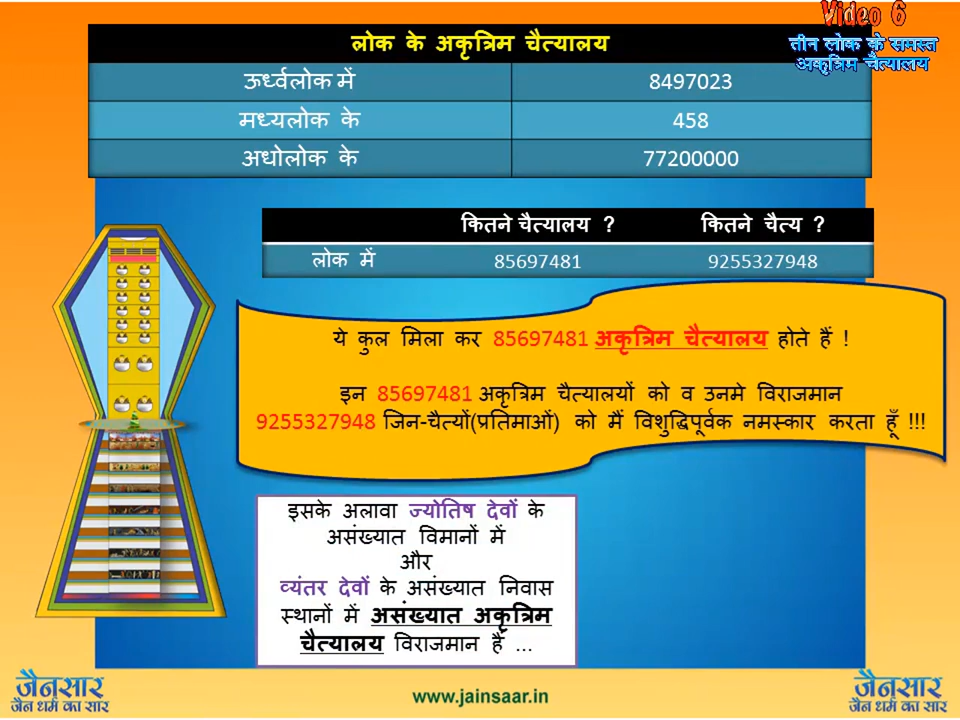 Video 6
तीन लोक के समस्त
अकृत्रिम चैत्यालय
लोक के अकृत्रिम चैत्यालय
ऊर्ध्वलोक में 8497023
मध्यलोक के 458
अधोलोक के 77200000
कितने चैत्यालय ? कितने चैत्य ?
लोक में 85697481 9255327948
ये कुल मिला कर 85697481 अकृत्रिम चैत्यालय होते हैं !
इन 85697481 अकृत्रिम चैत्यालयों को व उनमे विराजमान
9255327948 जिन-चैत्यों(प्रतिमाओं) को मैं विशुद्धिपूर्वक नमस्कार करता हूँ !!!
इसके अलावा ज्योतिष देवों के
असंख्यात विमानों में
और
व्यंतर देवों के असंख्यात निवास
स्थानों में असंख्यात अकृत्रिम
चैत्यालय विराजमान हैं ...
जैनसार
जैन धर्म का सार
www.jainsaar.in
जैनसार
जैन धर्म का सार